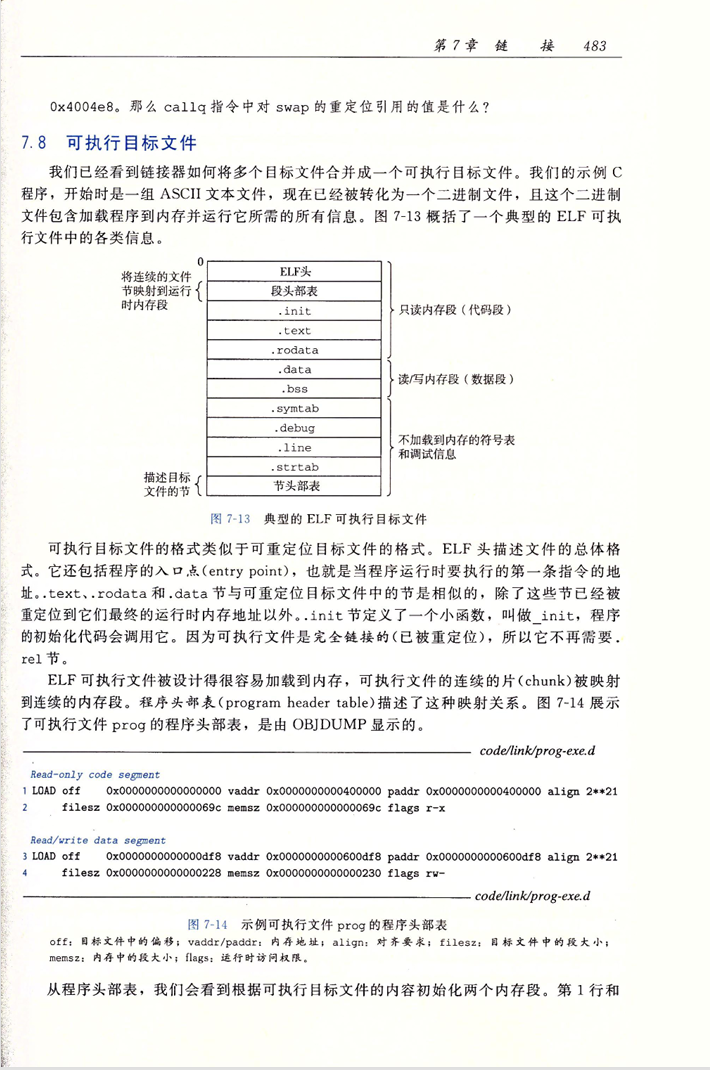 第7章 链 接 483
0x4004e8。那么 callq 指令中对 swap 的重定位引用的值是什么?
7.8 可执行目标文件
我们已经看到链接器如何将多个目标文件合并成一个可执行目标文件。我们的示例 C
程序，开始时是一组 ASCII 文本文件，现在已经被转化为一个二进制文件，且这个二进制
文件包含加载程序到内存并运行它所需的所有信息。图 7-13 概括了一个典型的 ELF 可执
行文件中的各类信息。
0
将连续的文件
节映射到运行
时内存段
ELF头
段头部表
.init
.text
.rodata
.data
.bss
.symtab
.debug
.line
.strtab
节头部表
只读内存段（代码段）
读/写内存段（数据段）
不加载到内存的符号表
和调试信息
描述目标
文件的节
图 7-13 典型的 ELF 可执行目标文件
可执行目标文件的格式类似于可重定位目标文件的格式。ELF 头描述文件的总体格
式。它还包括程序的入口点(entry point)，也就是当程序运行时要执行的第一条指令的地
址。.text、.rodata 和 .data 节与可重定位目标文件中的节是相似的，除了这些节已经被
重定位到它们最终的运行时内存地址以外。.init 节定义了一个小函数，叫做_init，程序
的初始化代码会调用它。因为可执行文件是完全链接的(已被重定位)，所以它不再需要.
rel 节。
ELF 可执行文件被设计得很容易加载到内存，可执行文件的连续的片(chunk)被映射
到连续的内存段。程序头部表(program header table)描述了这种映射关系。图 7-14 展示
了可执行文件 prog 的程序头部表，是由 OBJDUMP 显示的。
code/link/prog-exe.d
Read-only code segment
1 LOAD off 0x0000000000000000 vaddr 0x0000000000400000 paddr 0x0000000000400000 align 2**21
2 filesz 0x000000000000069c memsz 0x000000000000069c flags r-x
Read/write data segment
3 LOAD off 0x0000000000000df8 vaddr 0x0000000000600df8 paddr 0x0000000000600df8 align 2**21
4 filesz 0x0000000000000228 memsz 0x0000000000000230 flags rw-
code/link/prog-exe.d
图 7-14 示例可执行文件 prog 的程序头部表
off：目标文件中的偏移；vaddr/paddr：内存地址；align：对齐要求；filesz：目标文件中的段大小；
memsz：内存中的段大小；flags：运行时访问权限。
从程序头部表，我们会看到根据可执行目标文件的内容初始化两个内存段。第 1 行和